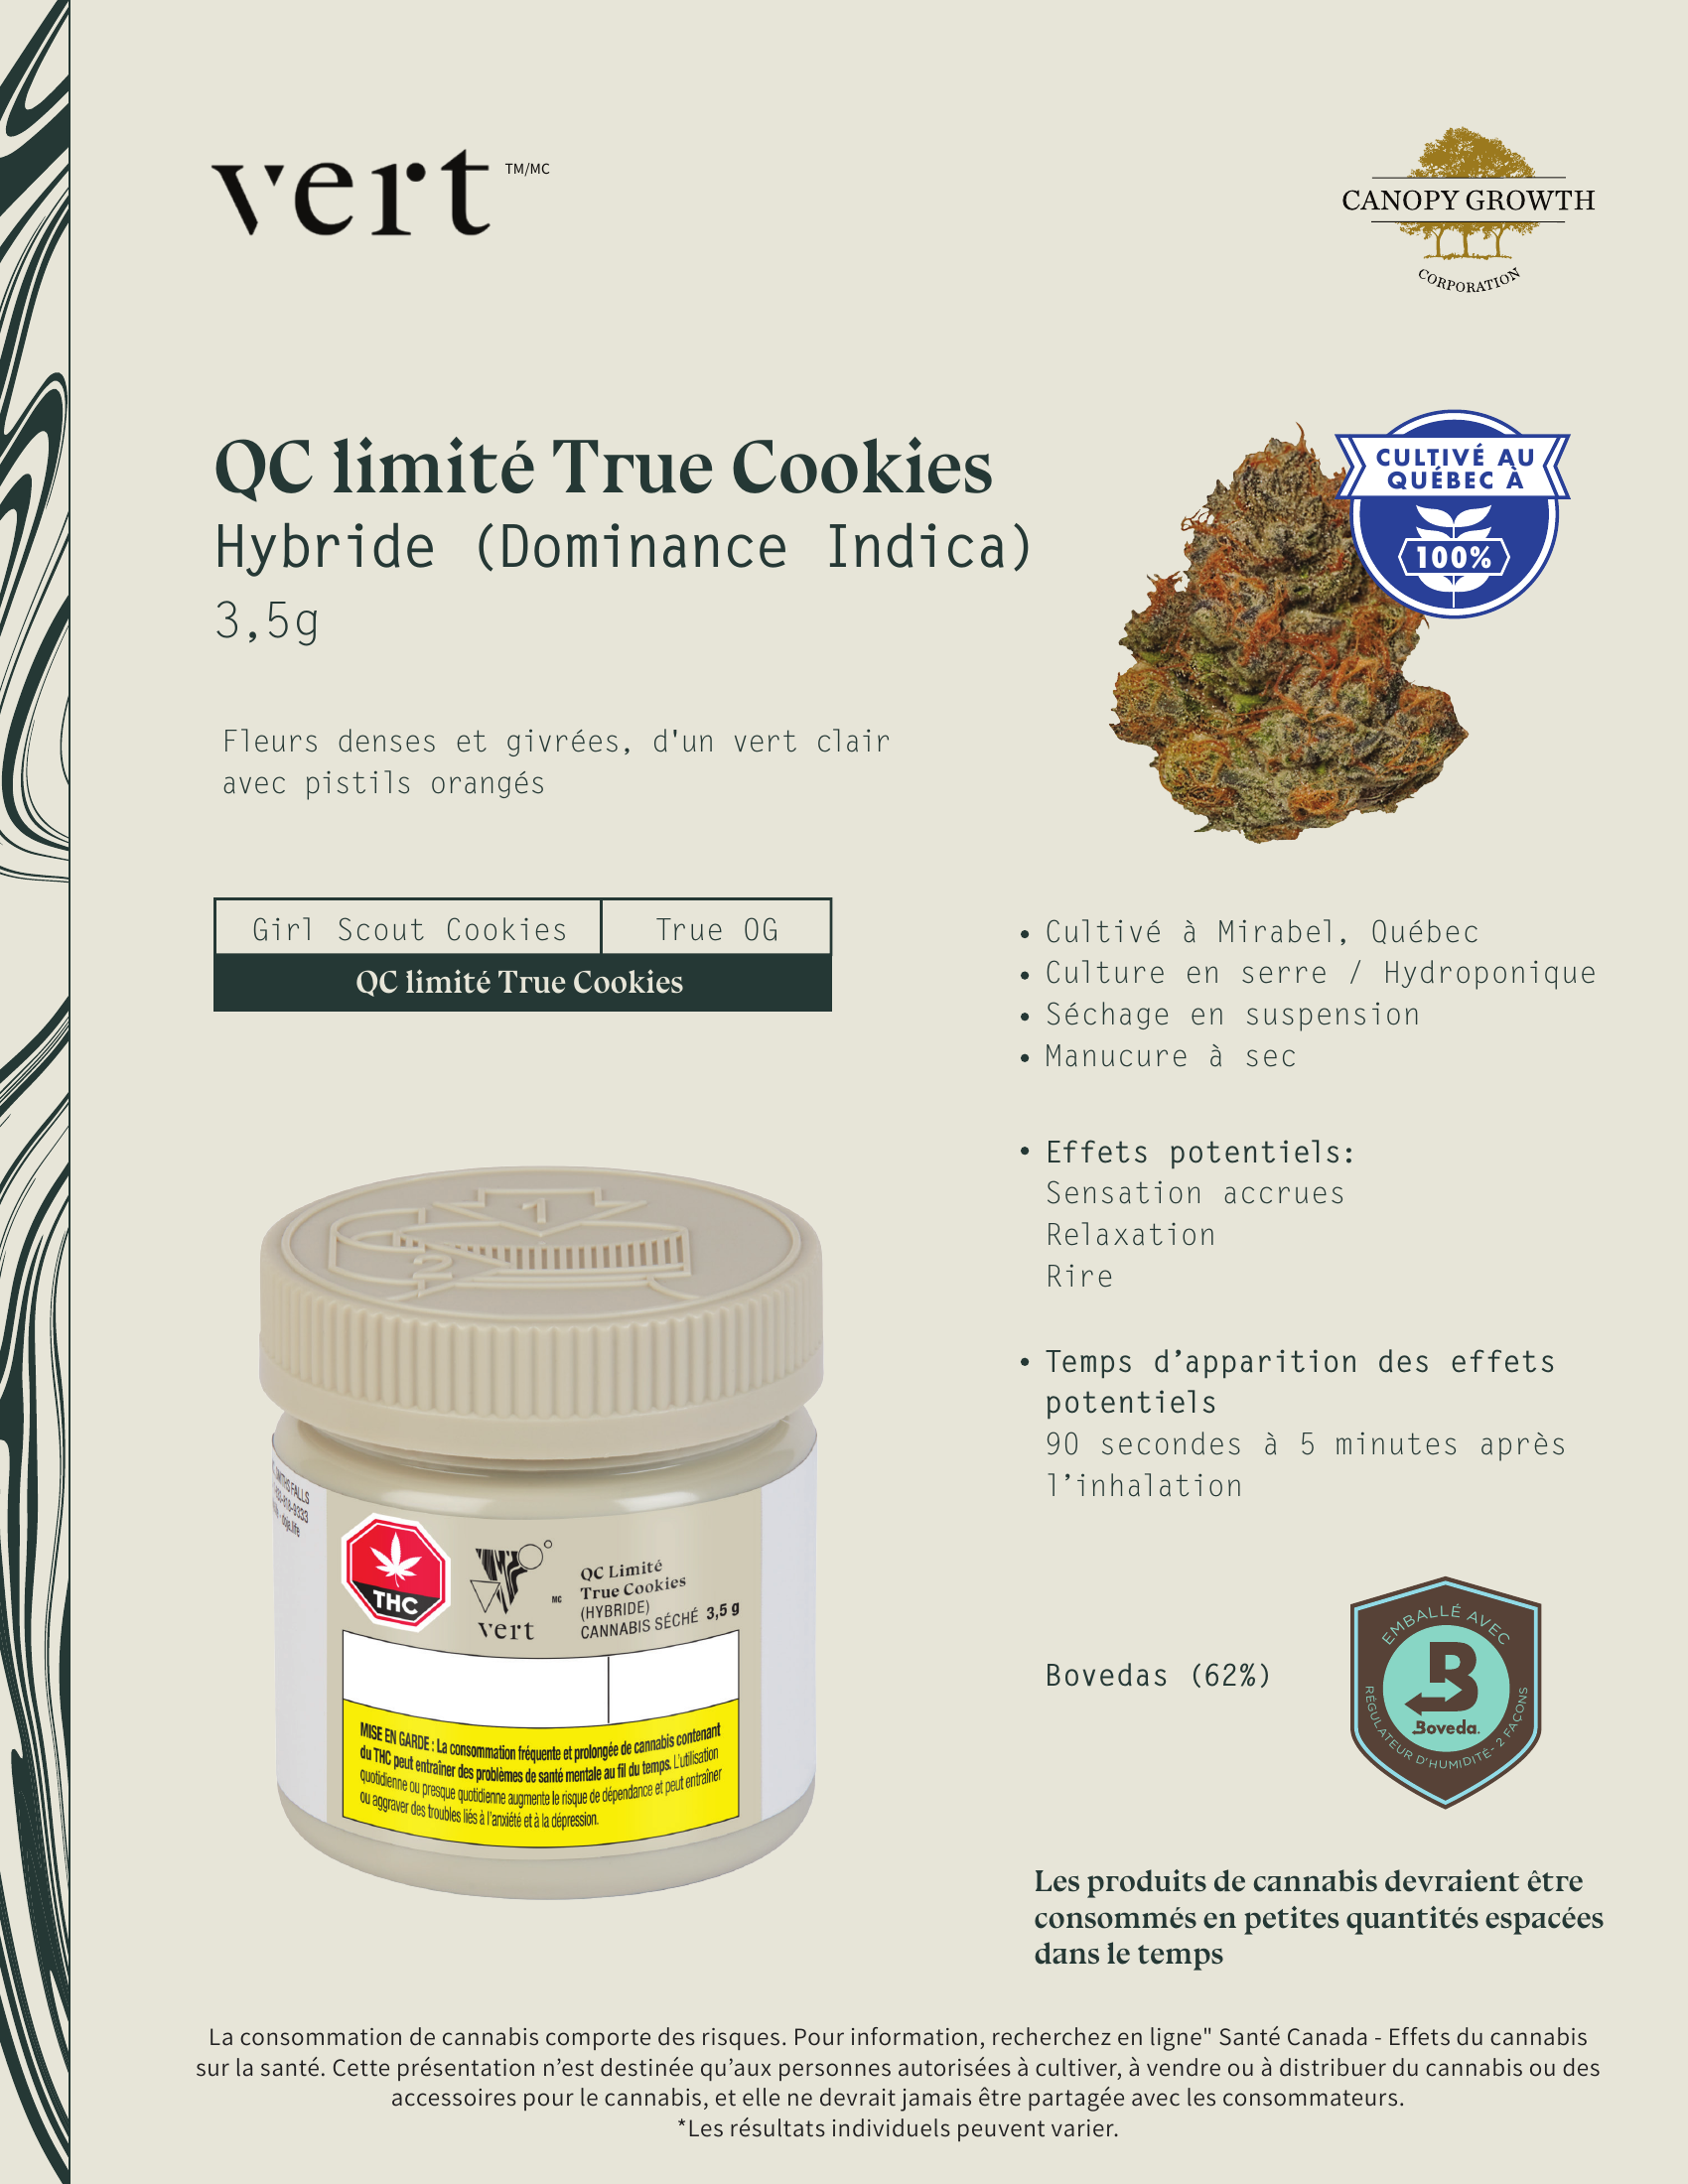 vert TM/MC
CANOPY GROWTH
CORPORATION
QC limité True Cookies
Hybride (Dominance Indica)
3,5g
CULTIVÉ AU
QUÉBEC À
100%
Fleurs denses et givrées, d'un vert clair
avec pistils orangés
Girl Scout Cookies True OG
QC limité True Cookies
• Cultivé à Mirabel, Québec
• Culture en serre / Hydroponique
• Séchage en suspension
• Manucure à sec
• Effets potentiels:
Sensation accrues
Relaxation
Rire
• Temps d’apparition des effets
potentiels
90 secondes à 5 minutes après
l’inhalation
1
2
FALLS
THC
vert MC
QC Limité
True Cookies
(HYBRIDE)
CANNABIS SÉCHÉ 3,5 g
MISE EN GARDE : La consommation fréquente et prolongée de cannabis contenant
du THC peut entraîner des problèmes de santé mentale au fil du temps. L'utilisation
quotidienne ou presque quotidienne augmente le risque de dépendance et peut entraîner
ou aggraver des troubles liés à l'anxiété et à la dépression.
Bovedas (62%)
EMBALLÉ AVEC
B
Boveda.
RÉGULATEUR D'HUMIDITÉ- 2 FAÇONS
Les produits de cannabis devraient être
consommés en petites quantités espacées
dans le temps
La consommation de cannabis comporte des risques. Pour information, recherchez en ligne" Santé Canada - Effets du cannabis
sur la santé. Cette présentation n’est destinée qu’aux personnes autorisées à cultiver, à vendre ou à distribuer du cannabis ou des
accessoires pour le cannabis, et elle ne devrait jamais être partagée avec les consommateurs.
*Les résultats individuels peuvent varier.